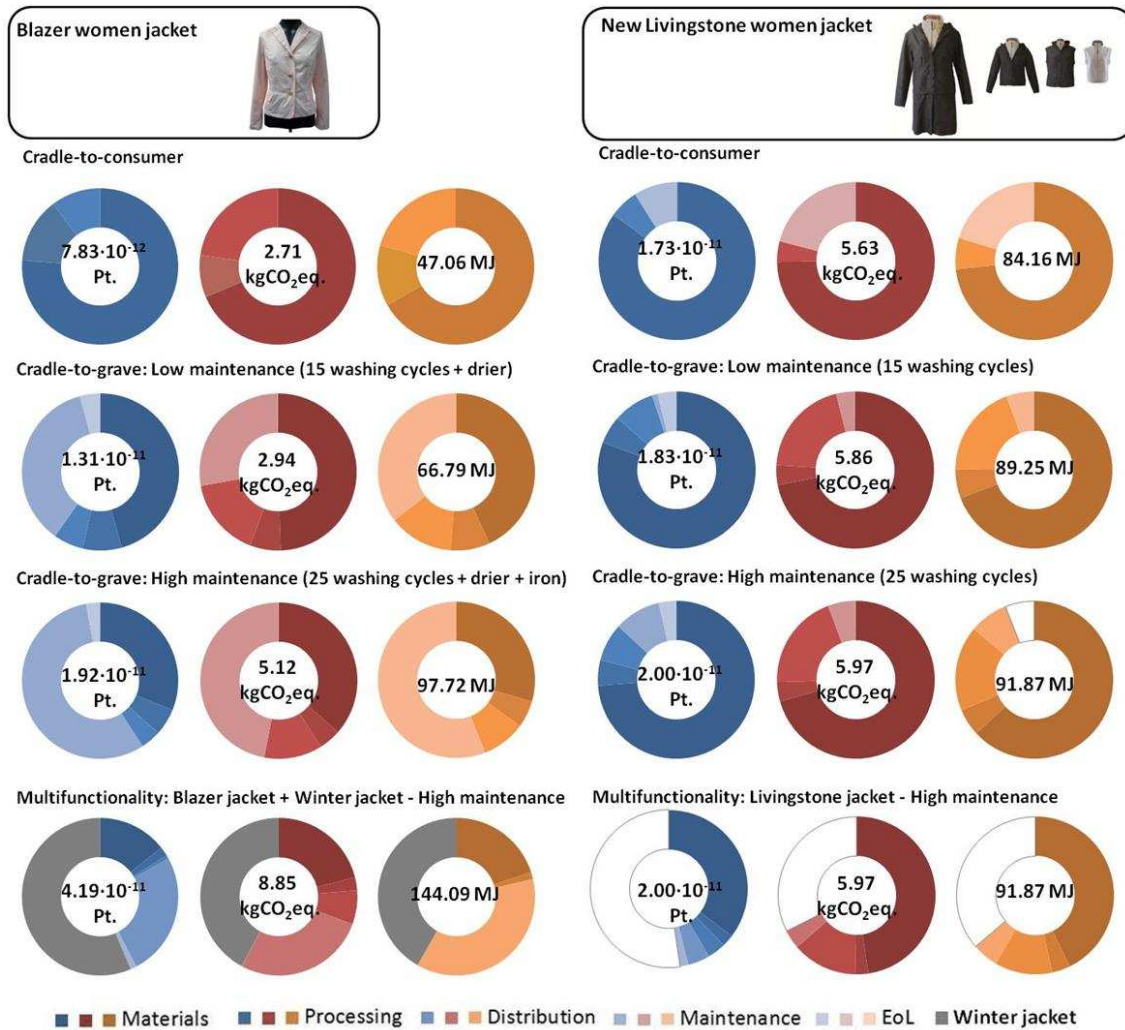 Blazer women jacket
New Livingstone women jacket
Cradle-to-consumer
7.83·10⁻¹²
Pt.
2.71
kgCO₂eq.
47.06 MJ
Cradle-to-consumer
1.73·10⁻¹¹
Pt.
5.63
kgCO₂eq.
84.16 MJ
Cradle-to-grave: Low maintenance (15 washing cycles + drier)
1.31·10⁻¹¹
Pt.
2.94
kgCO₂eq.
66.79 MJ
Cradle-to-grave: Low maintenance (15 washing cycles)
1.83·10⁻¹¹
Pt.
5.86
kgCO₂eq.
89.25 MJ
Cradle-to-grave: High maintenance (25 washing cycles + drier + iron)
1.92·10⁻¹¹
Pt.
5.12
kgCO₂eq.
97.72 MJ
Cradle-to-grave: High maintenance (25 washing cycles)
2.00·10⁻¹¹
Pt.
5.97
kgCO₂eq.
91.87 MJ
Multifunctionality: Blazer jacket + Winter jacket - High maintenance
4.19·10⁻¹¹
Pt.
8.85
kgCO₂eq.
144.09 MJ
Multifunctionality: Livingstone jacket - High maintenance
2.00·10⁻¹¹
Pt.
5.97
kgCO₂eq.
91.87 MJ
Materials Processing Distribution Maintenance EoL Winter jacket